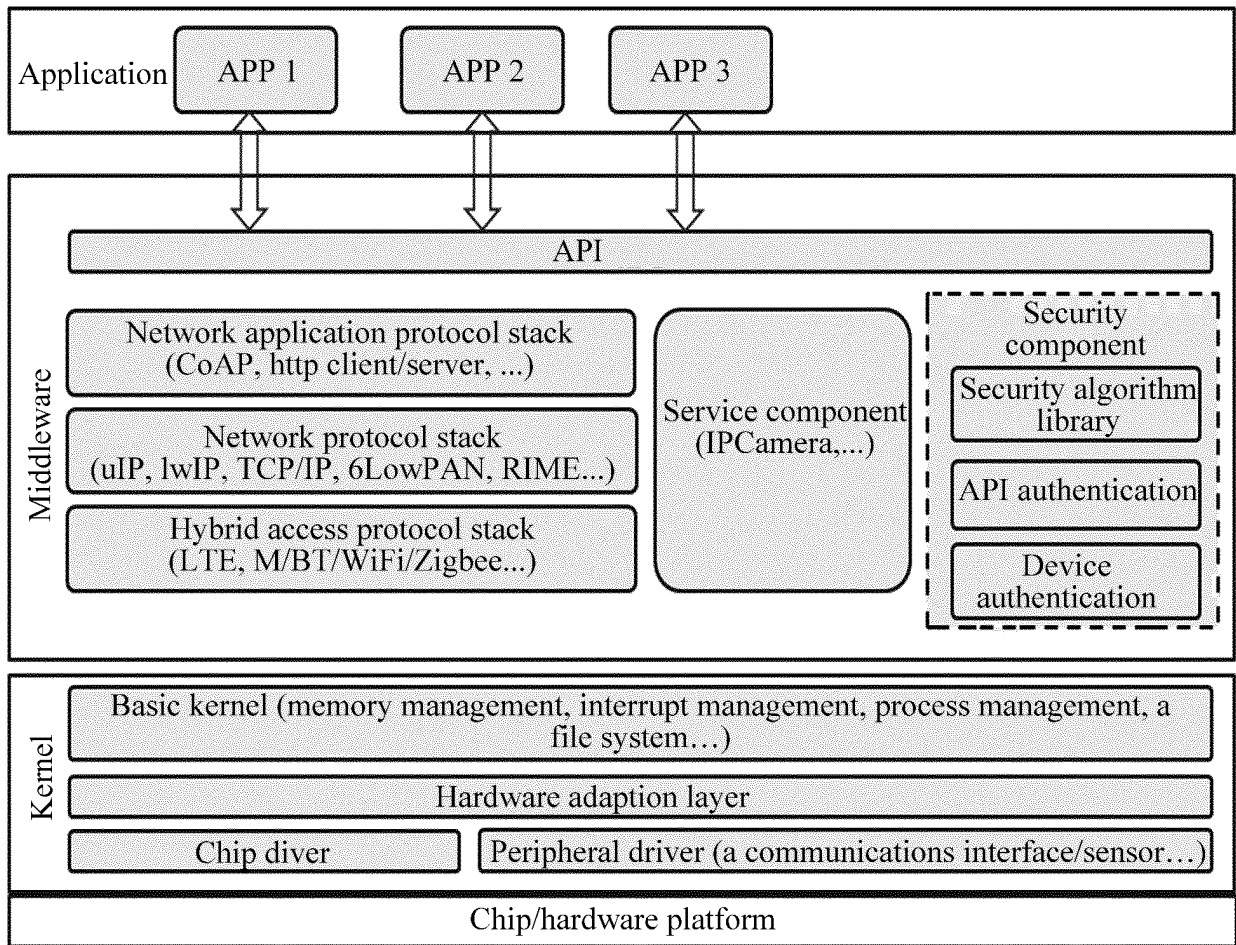 Application
APP 1
APP 2
APP 3
Middleware
API
Network application protocol stack
(CoAP, http client/server, ...)
Network protocol stack
(uIP, lwIP, TCP/IP, 6LowPAN, RIME...)
Hybrid access protocol stack
(LTE, M/BT/WiFi/Zigbee...)
Service component
(IPCamera,...)
Security
component
Security algorithm
library
API authentication
Device
authentication
Kernel
Basic kernel (memory management, interrupt management, process management, a
file system…)
Hardware adaption layer
Chip diver
Peripheral driver (a communications interface/sensor…)
Chip/hardware platform